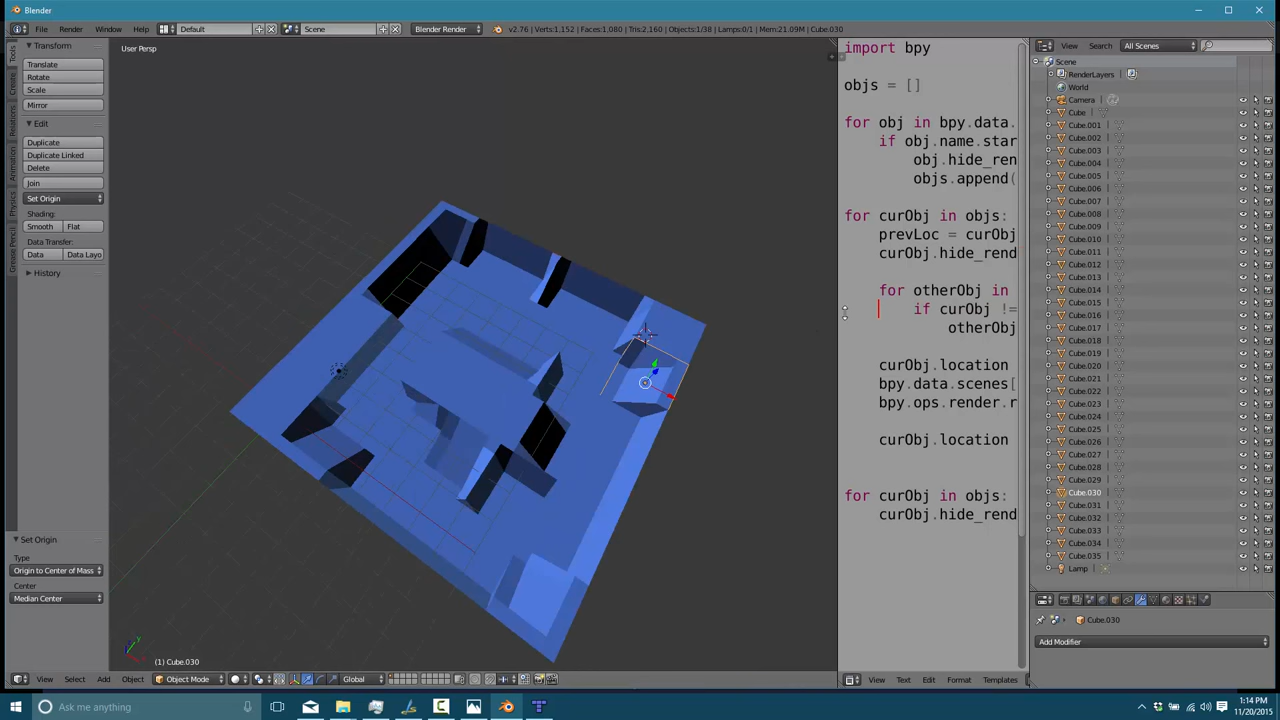 Blender
File
Render
Window
Help
Default
Scene
Blender Render
v2.76 | Verts:1,152 | Faces:1,080 | Tris:2,160 | Objects:1/38 | Lamps:0/1 | Mem:21.09M | Cube.030
Tools
Create
Relations
Animation
Physics
Grease Pencil
Transform
Translate
Rotate
Scale
Mirror
Edit
Duplicate
Duplicate Linked
Delete
Join
Set Origin
Shading:
Smooth
Flat
Data Transfer:
Data
Data Layo
History
Set Origin
Type
Origin to Center of Mass
Center
Median Center
User Persp
(1) Cube.030
View
Select
Add
Object
Object Mode
Global
import bpy
objs = []
for obj in bpy.data.
if obj.name.star
obj.hide_ren
objs.append(
for curObj in objs:
prevLoc = curObj
curObj.hide_rend
for otherObj in
if curObj !=
otherObj
curObj.location
bpy.data.scenes[
bpy.ops.render.r
curObj.location
for curObj in objs:
curObj.hide_rend
View
Text
Edit
Format
Templates
View
Search
All Scenes
Scene
RenderLayers
World
Camera
Cube
Cube.001
Cube.002
Cube.003
Cube.004
Cube.005
Cube.006
Cube.007
Cube.008
Cube.009
Cube.010
Cube.011
Cube.012
Cube.013
Cube.014
Cube.015
Cube.016
Cube.017
Cube.018
Cube.019
Cube.020
Cube.021
Cube.022
Cube.023
Cube.024
Cube.025
Cube.026
Cube.027
Cube.028
Cube.029
Cube.030
Cube.031
Cube.032
Cube.033
Cube.034
Cube.035
Lamp
Cube.030
Add Modifier
Ask me anything
1:14 PM
11/20/2015